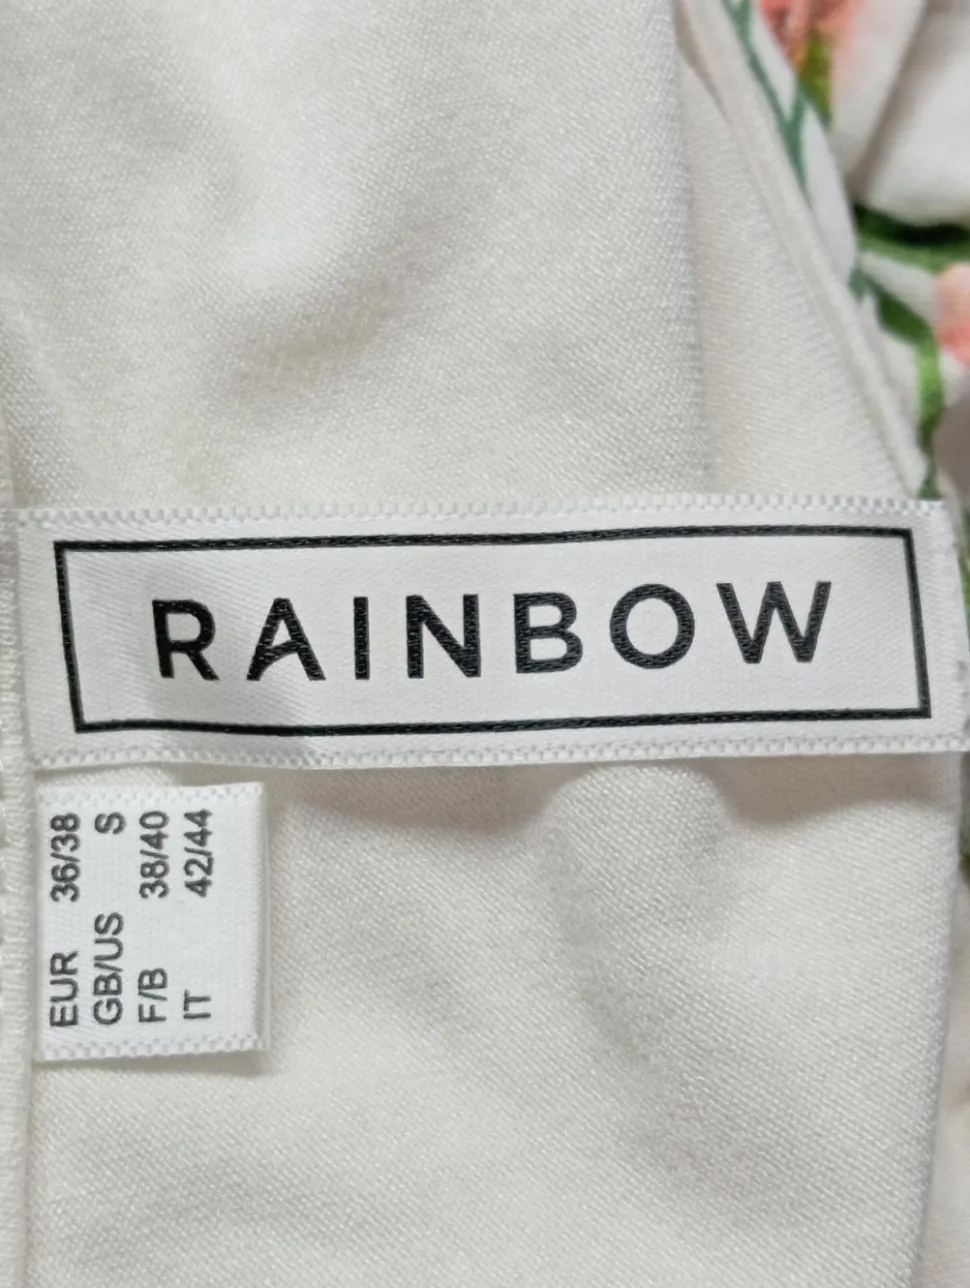 RAINBOW
EUR 36/38
GB/US S
F/B 38/40
IT 42/44